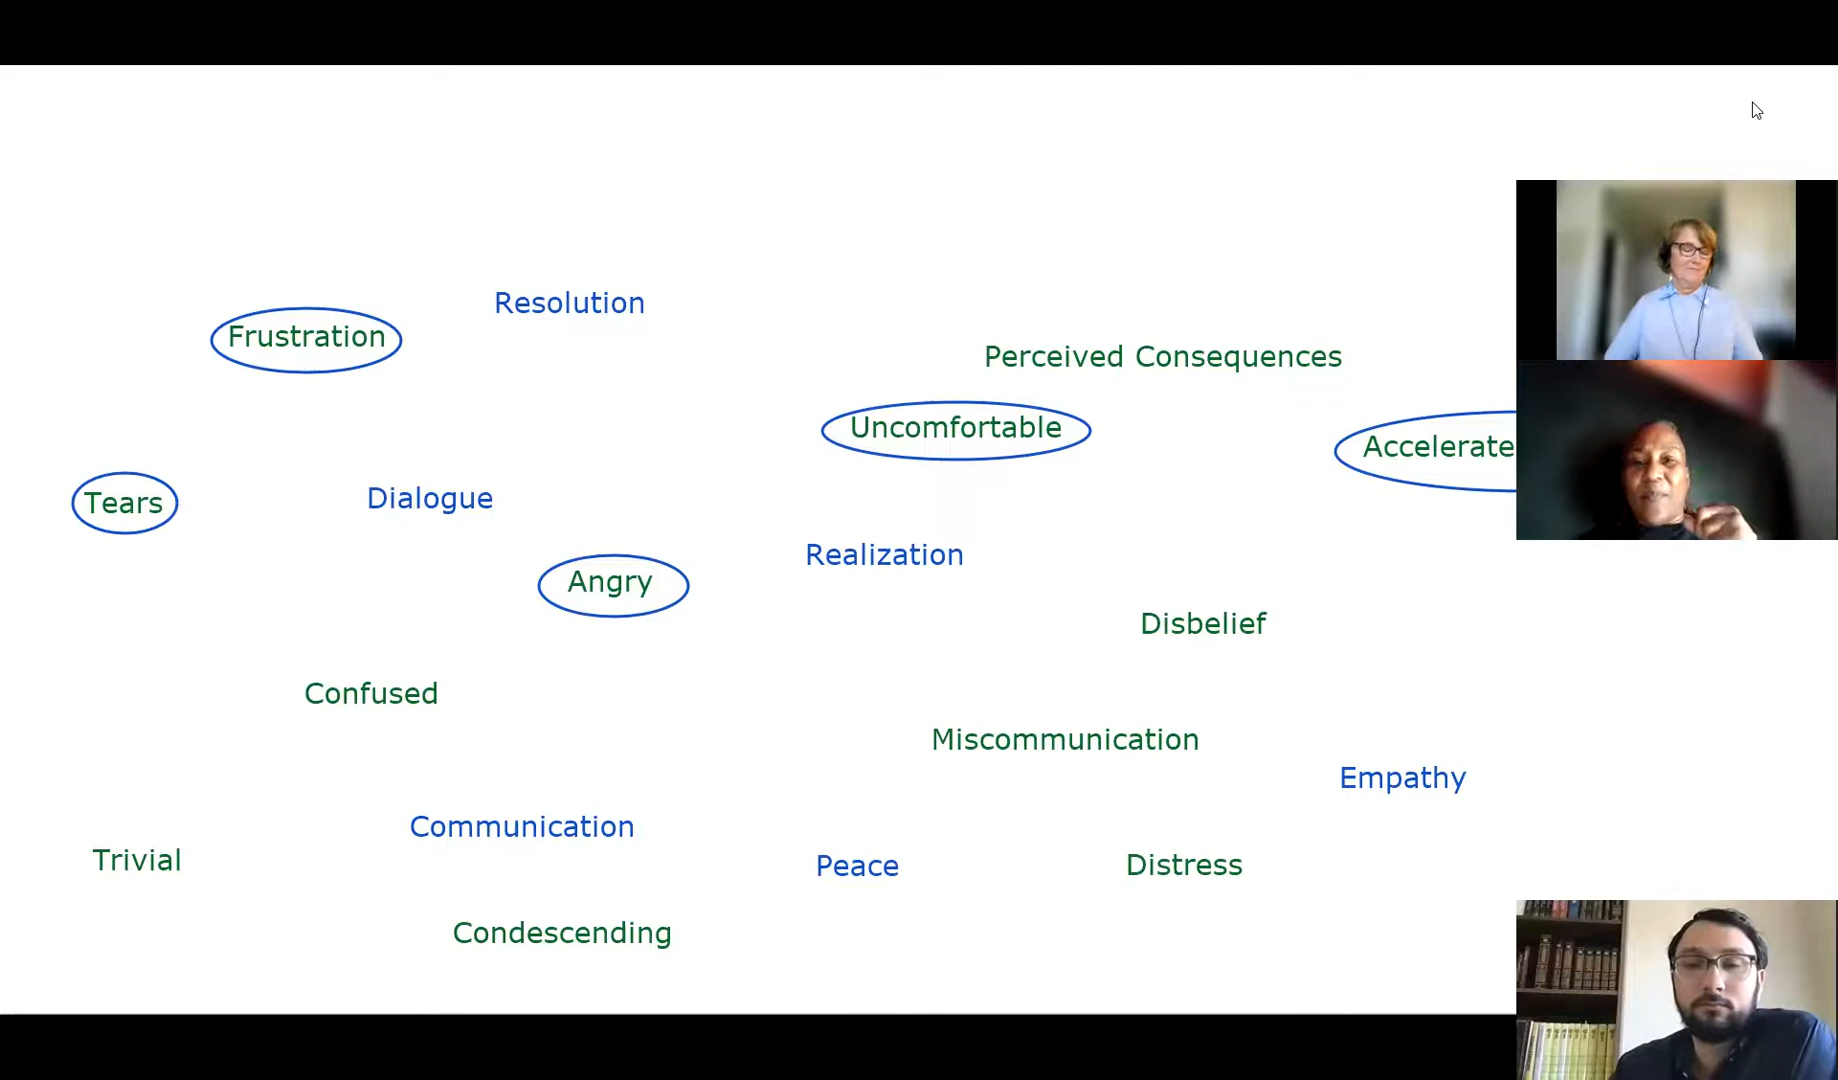 Resolution
Frustration
Perceived Consequences
Uncomfortable
Accelerate
Tears
Dialogue
Realization
Angry
Disbelief
Confused
Miscommunication
Empathy
Communication
Trivial
Peace
Distress
Condescending